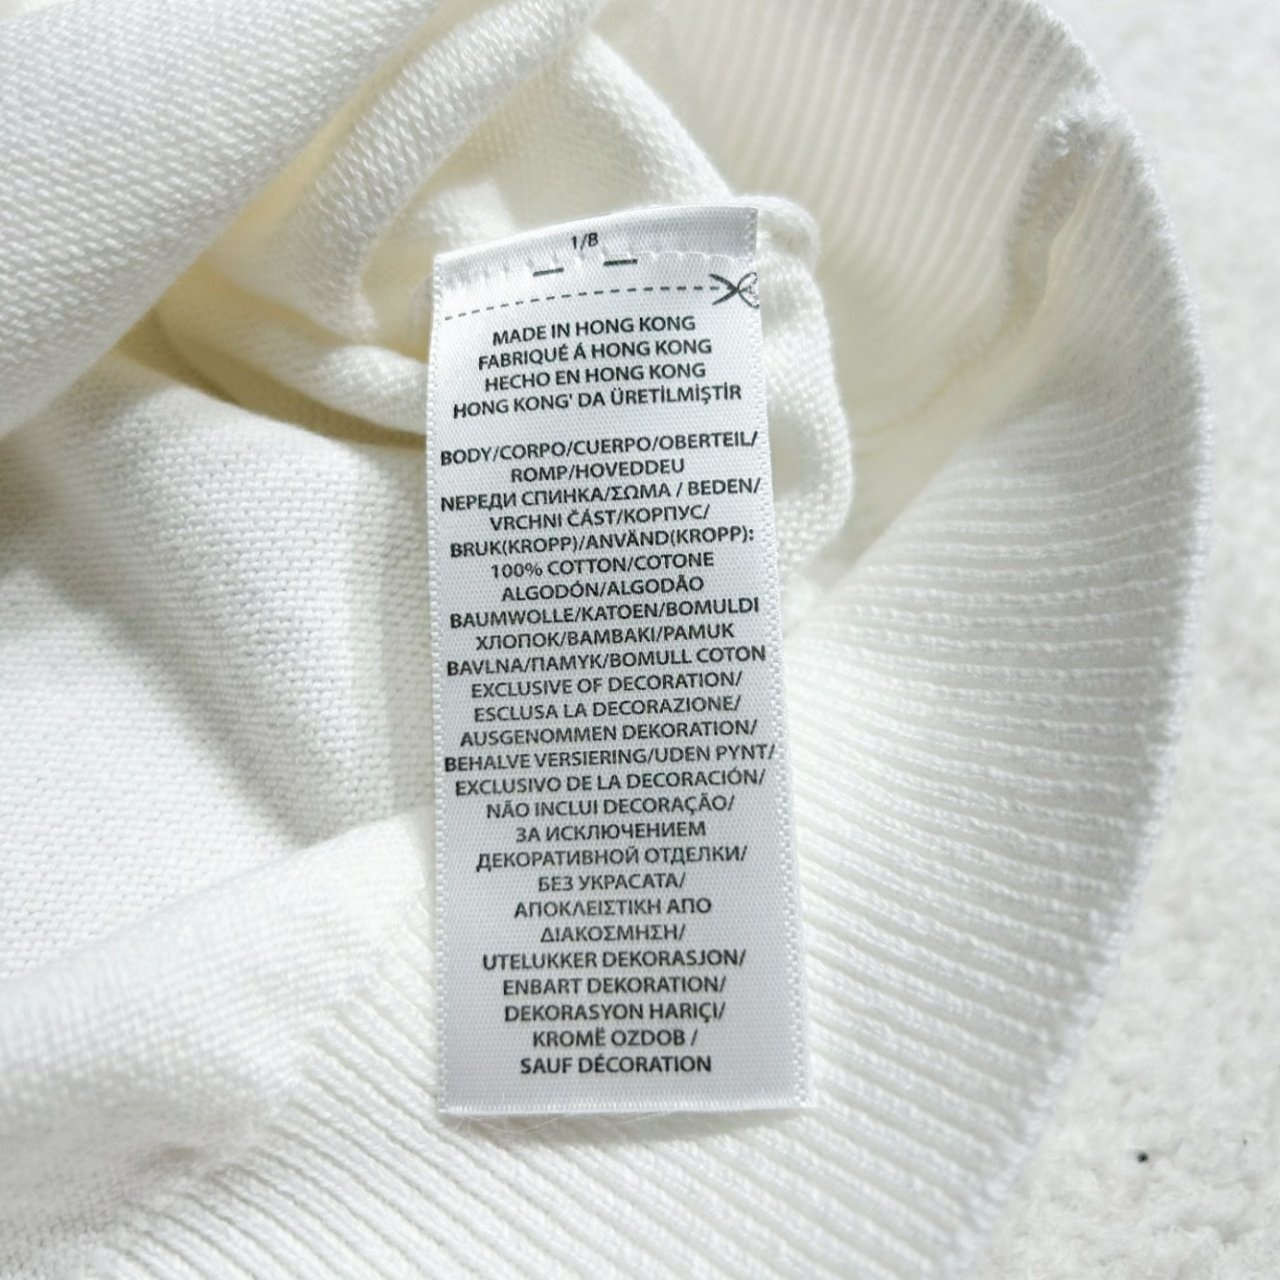 1/8
MADE IN HONG KONG
FABRIQUÉ Á HONG KONG
HECHO EN HONG KONG
HONG KONG' DA ÜRETİLMİŞTİR
BODY/CORPO/CUERPO/OBERTEIL/
ROMP/HOVEDDEU
NЕРЕДИ СПИНКА/ΣΩΜΑ / BEDEN/
VRCHNI ČÁST/КОРПУС/
BRUK(KROPP)/ANVÄND(KROPP):
100% COTTON/COTONE
ALGODÓN/ALGODÃO
BAUMWOLLE/KATOEN/BOMULDI
ХЛОПОК/BAMBAKI/PAMUK
BAVLNA/ПАМУК/BOMULL COTON
EXCLUSIVE OF DECORATION/
ESCLUSA LA DECORAZIONE/
AUSGENOMMEN DEKORATION/
BEHALVE VERSIERING/UDEN PYNT/
EXCLUSIVO DE LA DECORACIÓN/
NÃO INCLUI DECORAÇÃO/
ЗА ИСКЛЮЧЕНИЕМ
ДЕКОРАТИВНОЙ ОТДЕЛКИ/
БЕЗ УКРАСАТА/
ΑΠΟΚΛΕΙΣΤΙΚΗ ΑΠΟ
ΔΙΑΚΟΣΜΗΣΗ/
UTELUKKER DEKORASJON/
ENBART DEKORATION/
DEKORASYON HARIÇI/
KROMĚ OZDOB /
SAUF DÉCORATION